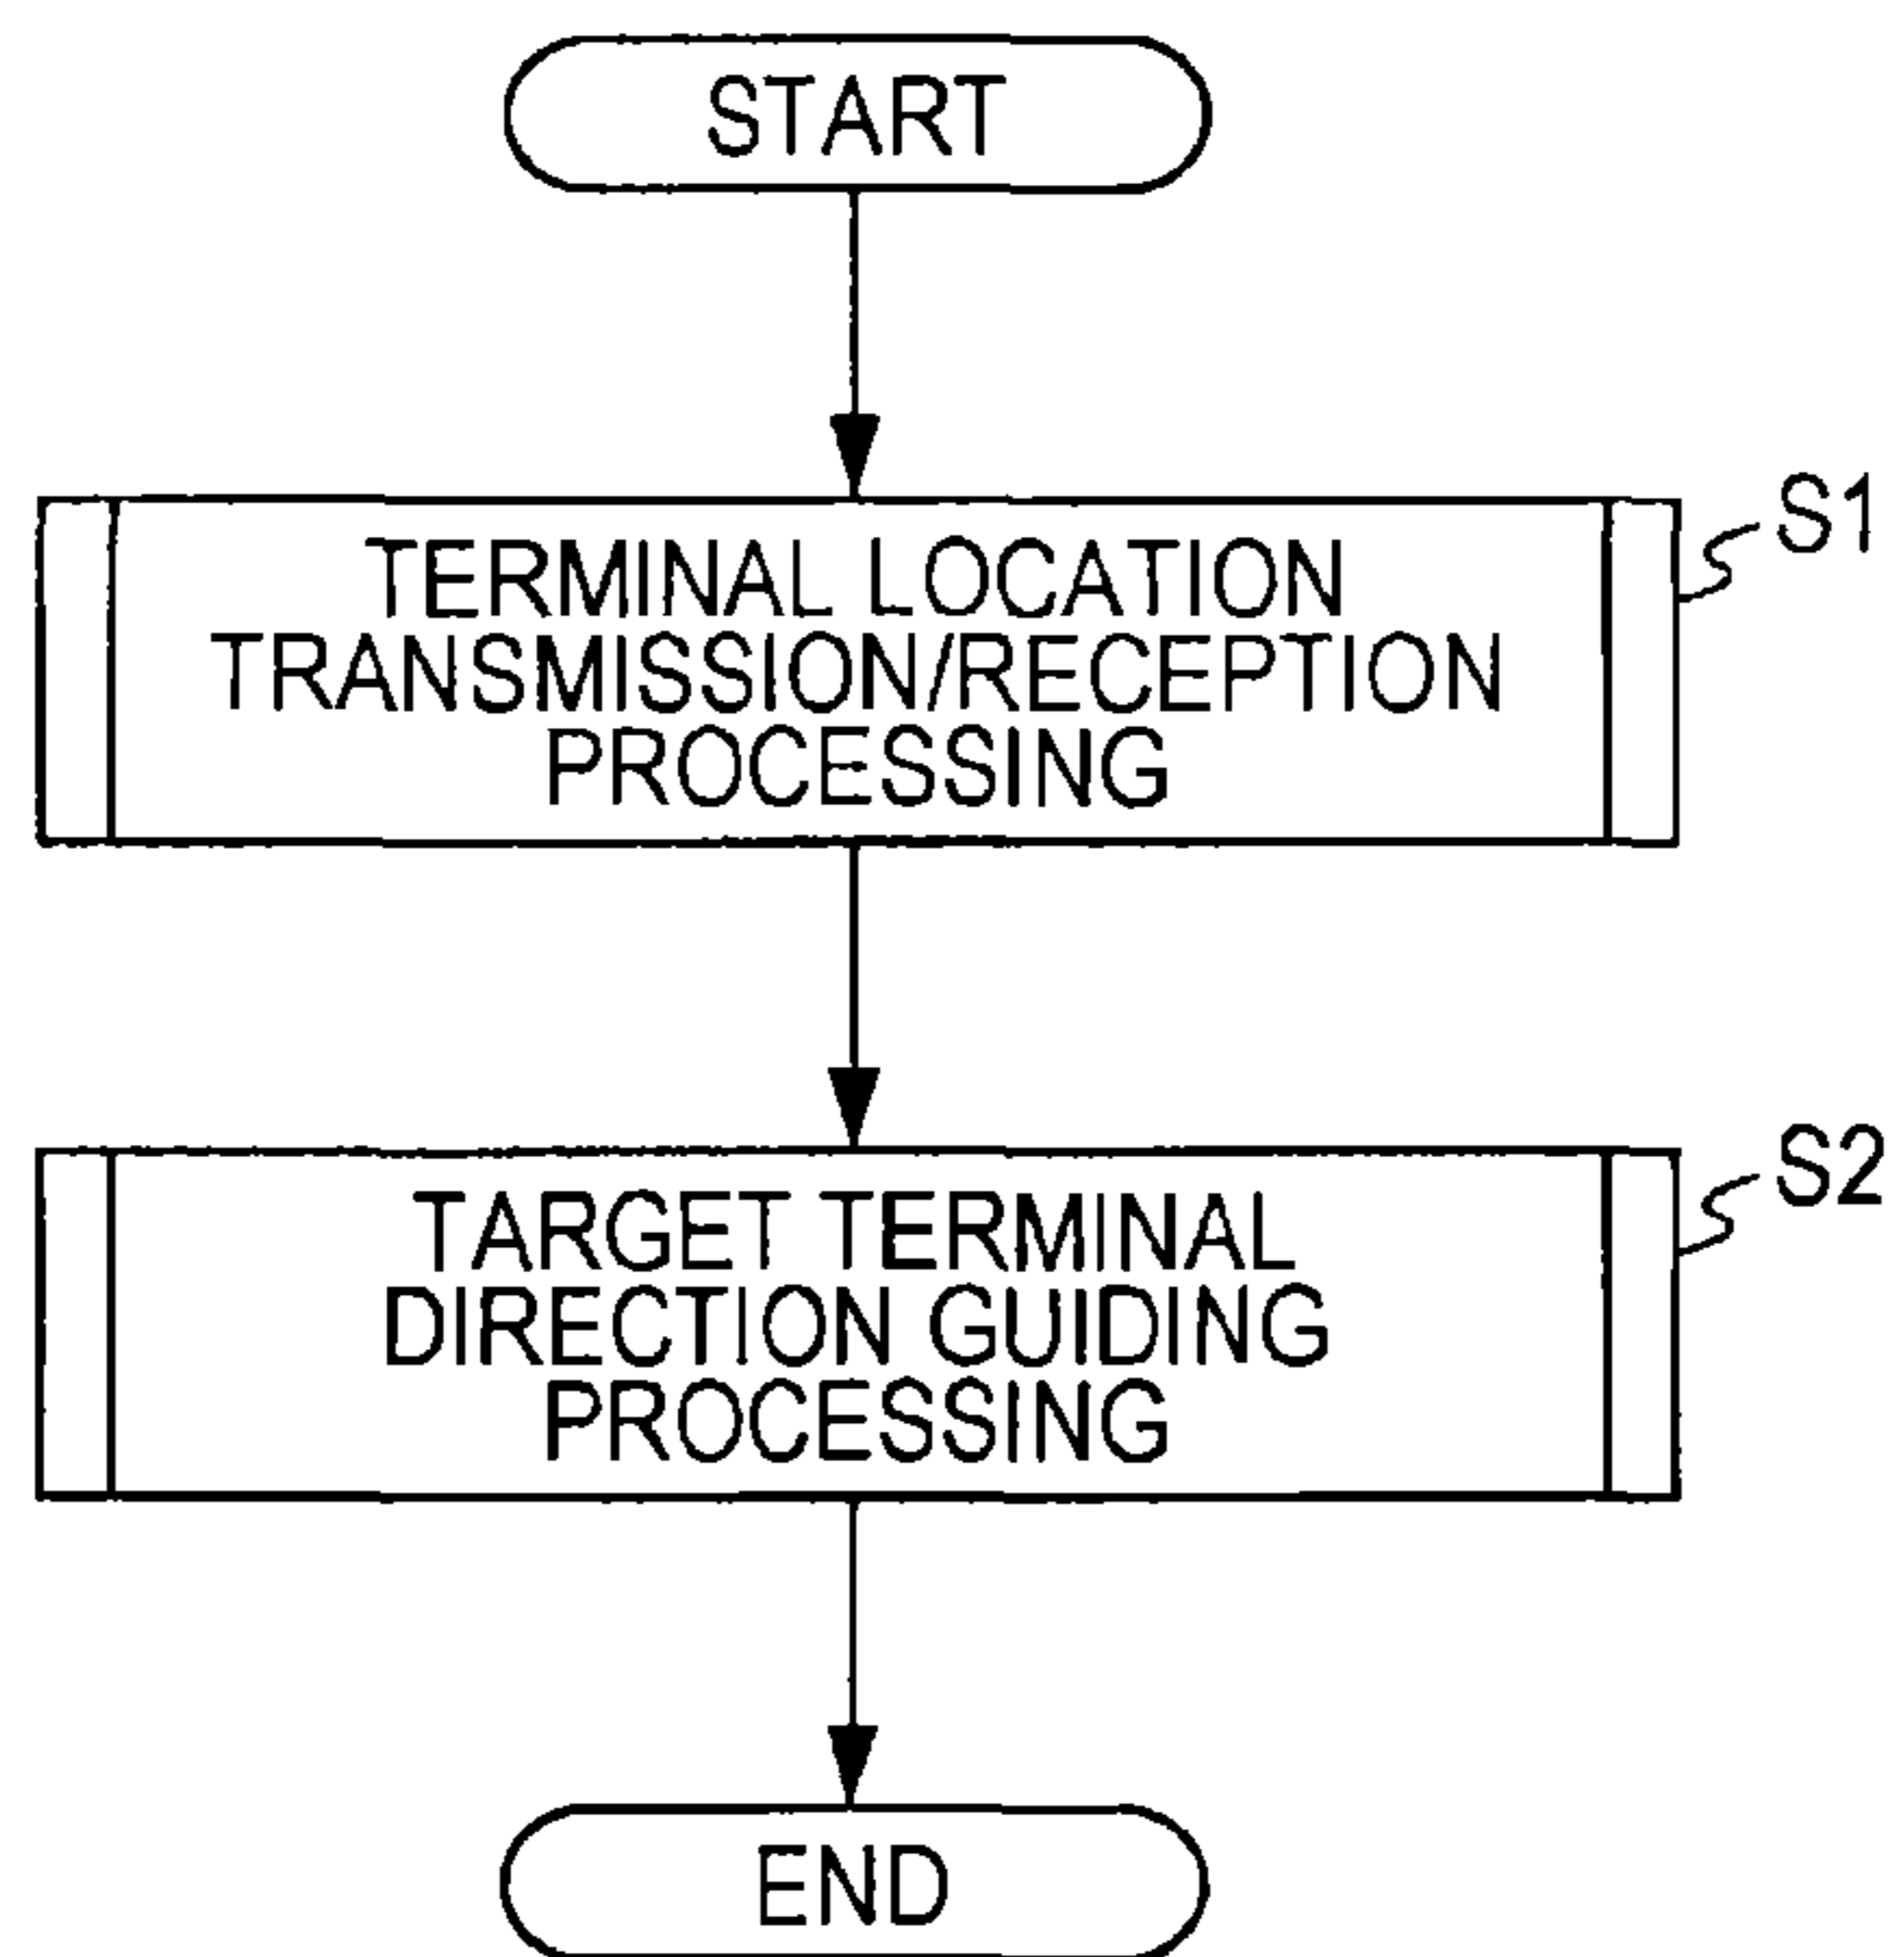 START
TERMINAL LOCATION
TRANSMISSION/RECEPTION
PROCESSING
S1
TARGET TERMINAL
DIRECTION GUIDING
PROCESSING
S2
END